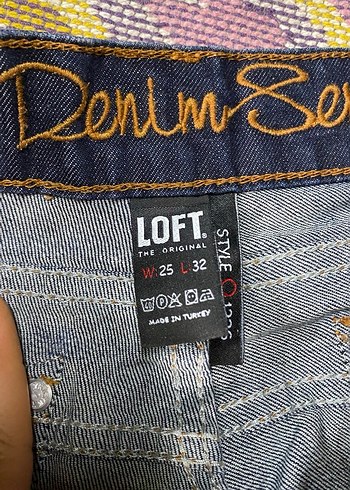 Denim Ser
LOFT.
THE ORIGINAL
W:25 L:32
MADE IN TURKEY
STYLE